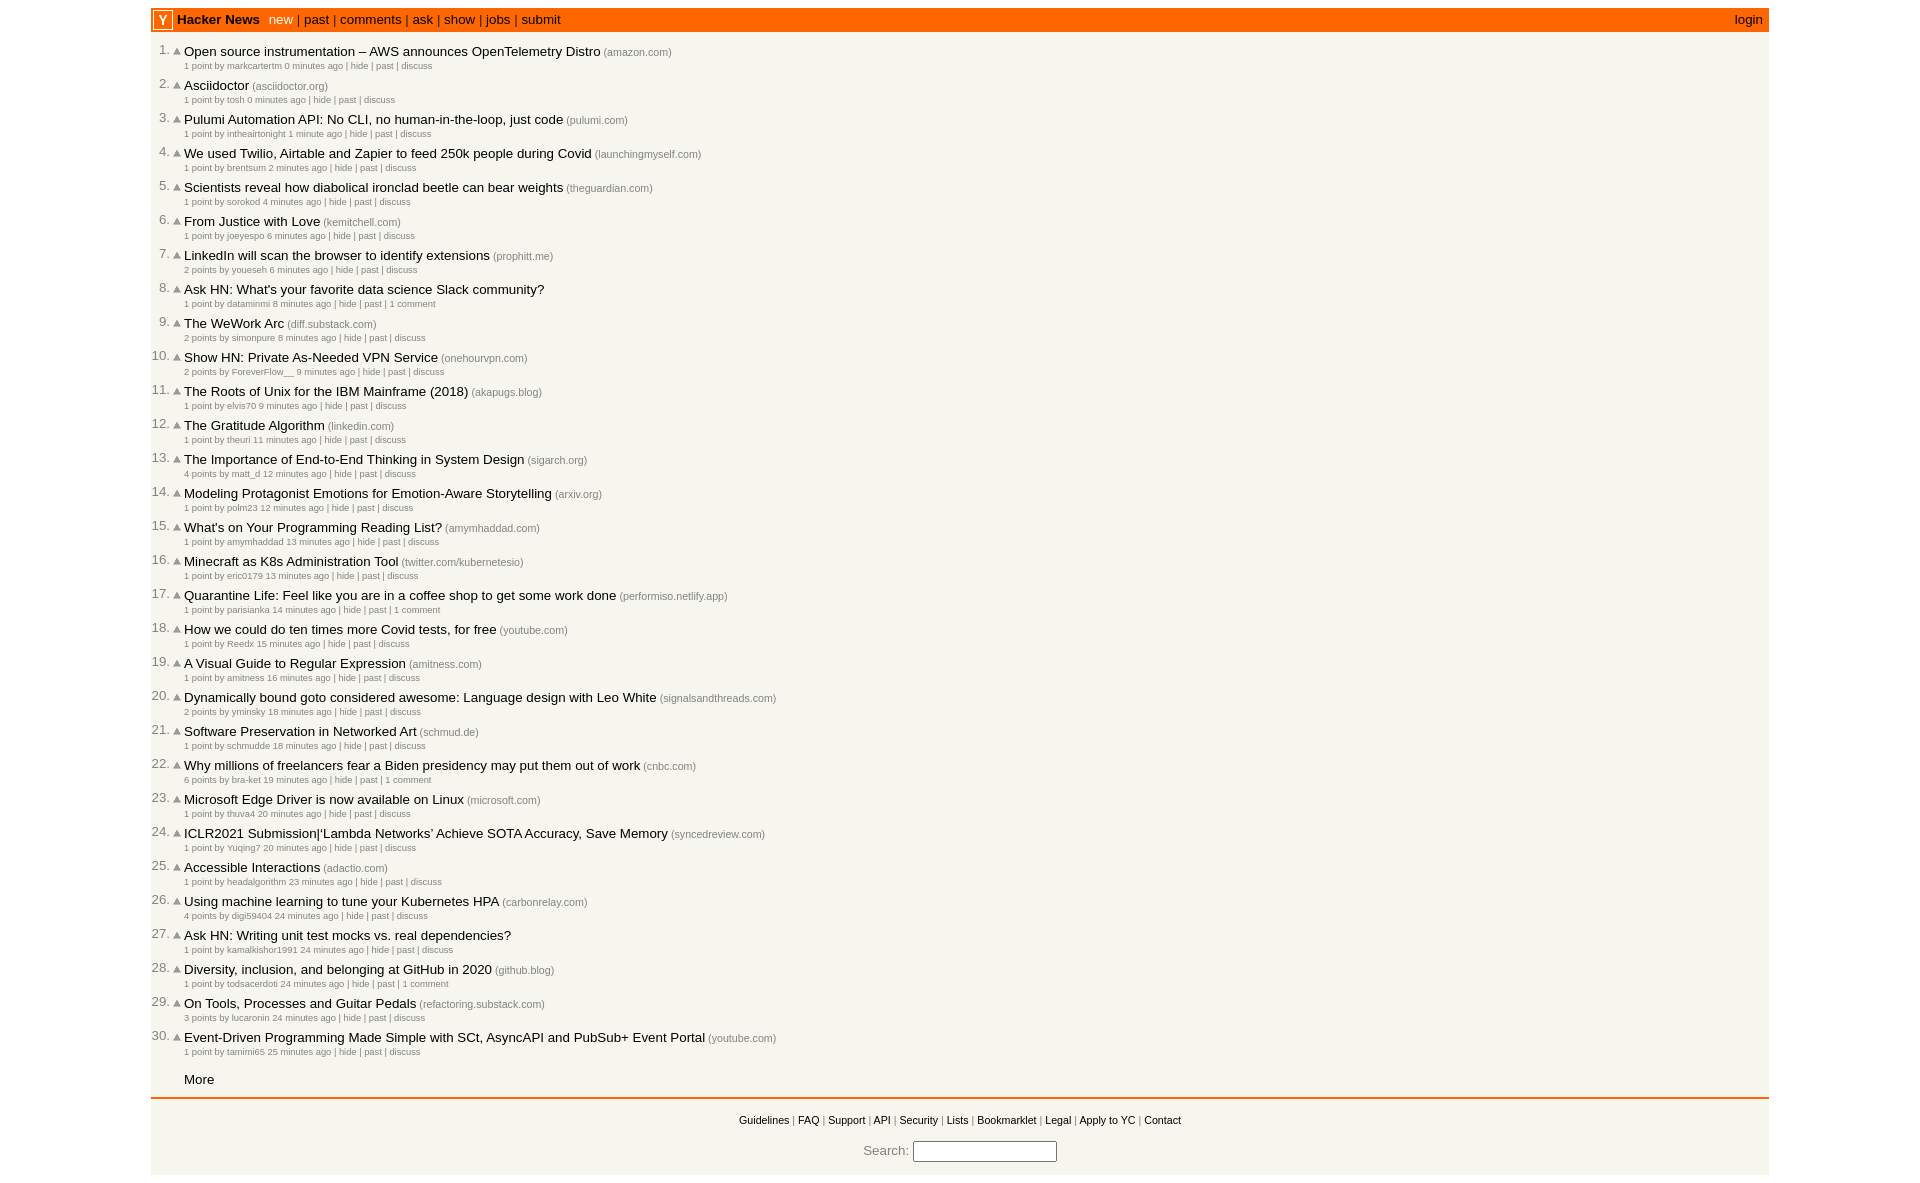 Y Hacker News new | past | comments | ask | show | jobs | submit login
1. Open source instrumentation – AWS announces OpenTelemetry Distro (amazon.com)
1 point by markcartertm 0 minutes ago | hide | past | discuss
2. Asciidoctor (asciidoctor.org)
1 point by tosh 0 minutes ago | hide | past | discuss
3. Pulumi Automation API: No CLI, no human-in-the-loop, just code (pulumi.com)
1 point by intheairtonight 1 minute ago | hide | past | discuss
4. We used Twilio, Airtable and Zapier to feed 250k people during Covid (launchingmyself.com)
1 point by brentsum 2 minutes ago | hide | past | discuss
5. Scientists reveal how diabolical ironclad beetle can bear weights (theguardian.com)
1 point by sorokod 4 minutes ago | hide | past | discuss
6. From Justice with Love (kemitchell.com)
1 point by joeyespo 6 minutes ago | hide | past | discuss
7. LinkedIn will scan the browser to identify extensions (prophitt.me)
2 points by youeseh 6 minutes ago | hide | past | discuss
8. Ask HN: What's your favorite data science Slack community?
1 point by dataminmi 8 minutes ago | hide | past | 1 comment
9. The WeWork Arc (diff.substack.com)
2 points by simonpure 8 minutes ago | hide | past | discuss
10. Show HN: Private As-Needed VPN Service (onehourvpn.com)
2 points by ForeverFlow__ 9 minutes ago | hide | past | discuss
11. The Roots of Unix for the IBM Mainframe (2018) (akapugs.blog)
1 point by elvis70 9 minutes ago | hide | past | discuss
12. The Gratitude Algorithm (linkedin.com)
1 point by theuri 11 minutes ago | hide | past | discuss
13. The Importance of End-to-End Thinking in System Design (sigarch.org)
4 points by matt_d 12 minutes ago | hide | past | discuss
14. Modeling Protagonist Emotions for Emotion-Aware Storytelling (arxiv.org)
1 point by polm23 12 minutes ago | hide | past | discuss
15. What's on Your Programming Reading List? (amymhaddad.com)
1 point by amymhaddad 13 minutes ago | hide | past | discuss
16. Minecraft as K8s Administration Tool (twitter.com/kubernetesio)
1 point by eric0179 13 minutes ago | hide | past | discuss
17. Quarantine Life: Feel like you are in a coffee shop to get some work done (performiso.netlify.app)
1 point by parisianka 14 minutes ago | hide | past | 1 comment
18. How we could do ten times more Covid tests, for free (youtube.com)
1 point by Reedx 15 minutes ago | hide | past | discuss
19. A Visual Guide to Regular Expression (amitness.com)
1 point by amitness 16 minutes ago | hide | past | discuss
20. Dynamically bound goto considered awesome: Language design with Leo White (signalsandthreads.com)
2 points by yminsky 18 minutes ago | hide | past | discuss
21. Software Preservation in Networked Art (schmud.de)
1 point by schmudde 18 minutes ago | hide | past | discuss
22. Why millions of freelancers fear a Biden presidency may put them out of work (cnbc.com)
6 points by bra-ket 19 minutes ago | hide | past | 1 comment
23. Microsoft Edge Driver is now available on Linux (microsoft.com)
1 point by thuva4 20 minutes ago | hide | past | discuss
24. ICLR2021 Submission|‘Lambda Networks’ Achieve SOTA Accuracy, Save Memory (syncedreview.com)
1 point by Yuqing7 20 minutes ago | hide | past | discuss
25. Accessible Interactions (adactio.com)
1 point by headalgorithm 23 minutes ago | hide | past | discuss
26. Using machine learning to tune your Kubernetes HPA (carbonrelay.com)
4 points by digi59404 24 minutes ago | hide | past | discuss
27. Ask HN: Writing unit test mocks vs. real dependencies?
1 point by kamalkishor1991 24 minutes ago | hide | past | discuss
28. Diversity, inclusion, and belonging at GitHub in 2020 (github.blog)
1 point by todsacerdoti 24 minutes ago | hide | past | 1 comment
29. On Tools, Processes and Guitar Pedals (refactoring.substack.com)
3 points by lucaronin 24 minutes ago | hide | past | discuss
30. Event-Driven Programming Made Simple with SCt, AsyncAPI and PubSub+ Event Portal (youtube.com)
1 point by tamimi65 25 minutes ago | hide | past | discuss
More
Guidelines | FAQ | Support | API | Security | Lists | Bookmarklet | Legal | Apply to YC | Contact
Search: